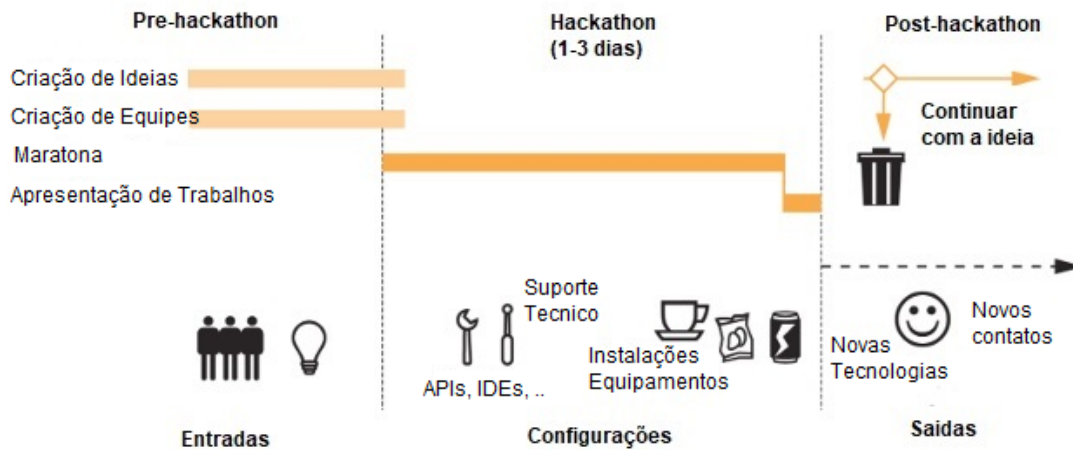 Pre-hackathon
Hackathon
(1-3 dias)
Post-hackathon
Criação de Ideias
Criação de Equipes
Maratona
Apresentação de Trabalhos
Continuar
com a ideia
Suporte
Tecnico
APIs, IDEs, ..
Instalações
Equipamentos
Novas
Tecnologias
Novos
contatos
Entradas
Configurações
Saidas